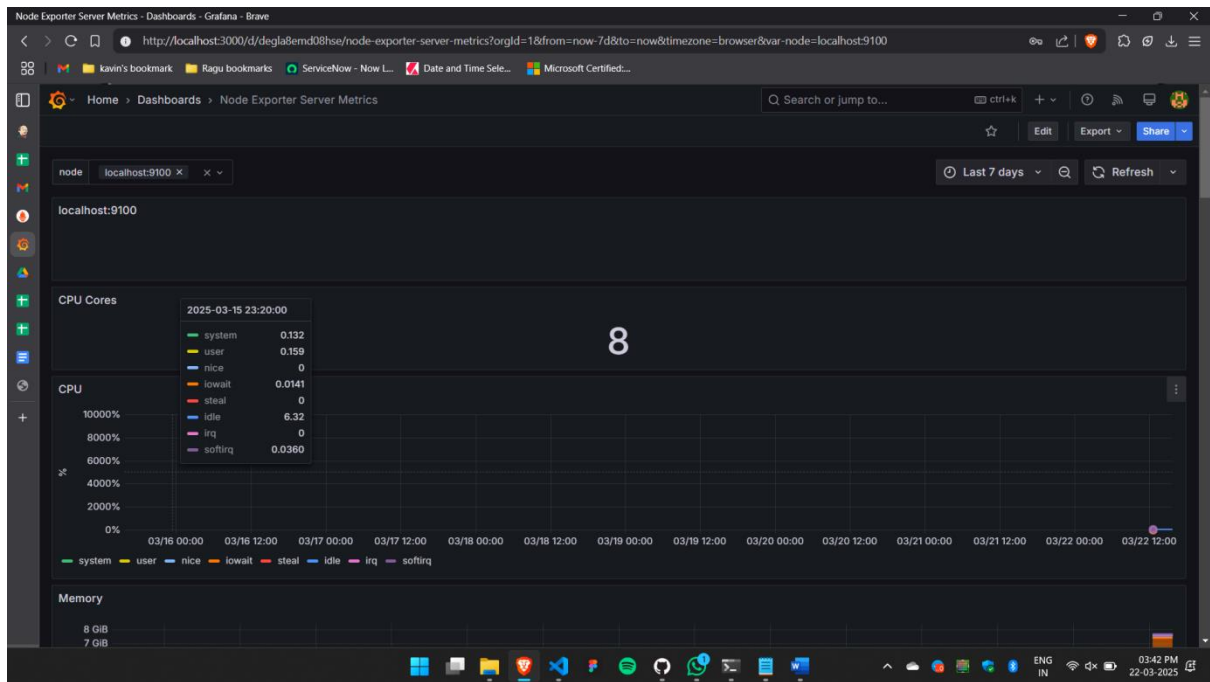 Node Exporter Server Metrics - Dashboards - Grafana - Brave
http://localhost:3000/d/degla8emd08hse/node-exporter-server-metrics?orgId=1&from=now-7d&to=now&timezone=browser&var-node=localhost:9100
kavin's bookmark Ragu bookmarks ServiceNow - Now L... Date and Time Sele... Microsoft Certified:...
Home › Dashboards › Node Exporter Server Metrics
Search or jump to... ctrl+k
Edit Export Share
node localhost:9100 Last 7 days Refresh
localhost:9100
CPU Cores
8
2025-03-15 23:20:00
system 0.132
user 0.159
nice 0
iowait 0.0141
steal 0
idle 6.32
irq 0
softirq 0.0360
CPU
10000%
8000%
6000%
4000%
2000%
0%
03/16 00:00 03/16 12:00 03/17 00:00 03/17 12:00 03/18 00:00 03/18 12:00 03/19 00:00 03/19 12:00 03/20 00:00 03/20 12:00 03/21 00:00 03/21 12:00 03/22 00:00 03/22 12:00
system user nice iowait steal idle irq softirq
Memory
8 GiB
7 GiB
ENG
IN
03:42 PM
22-03-2025